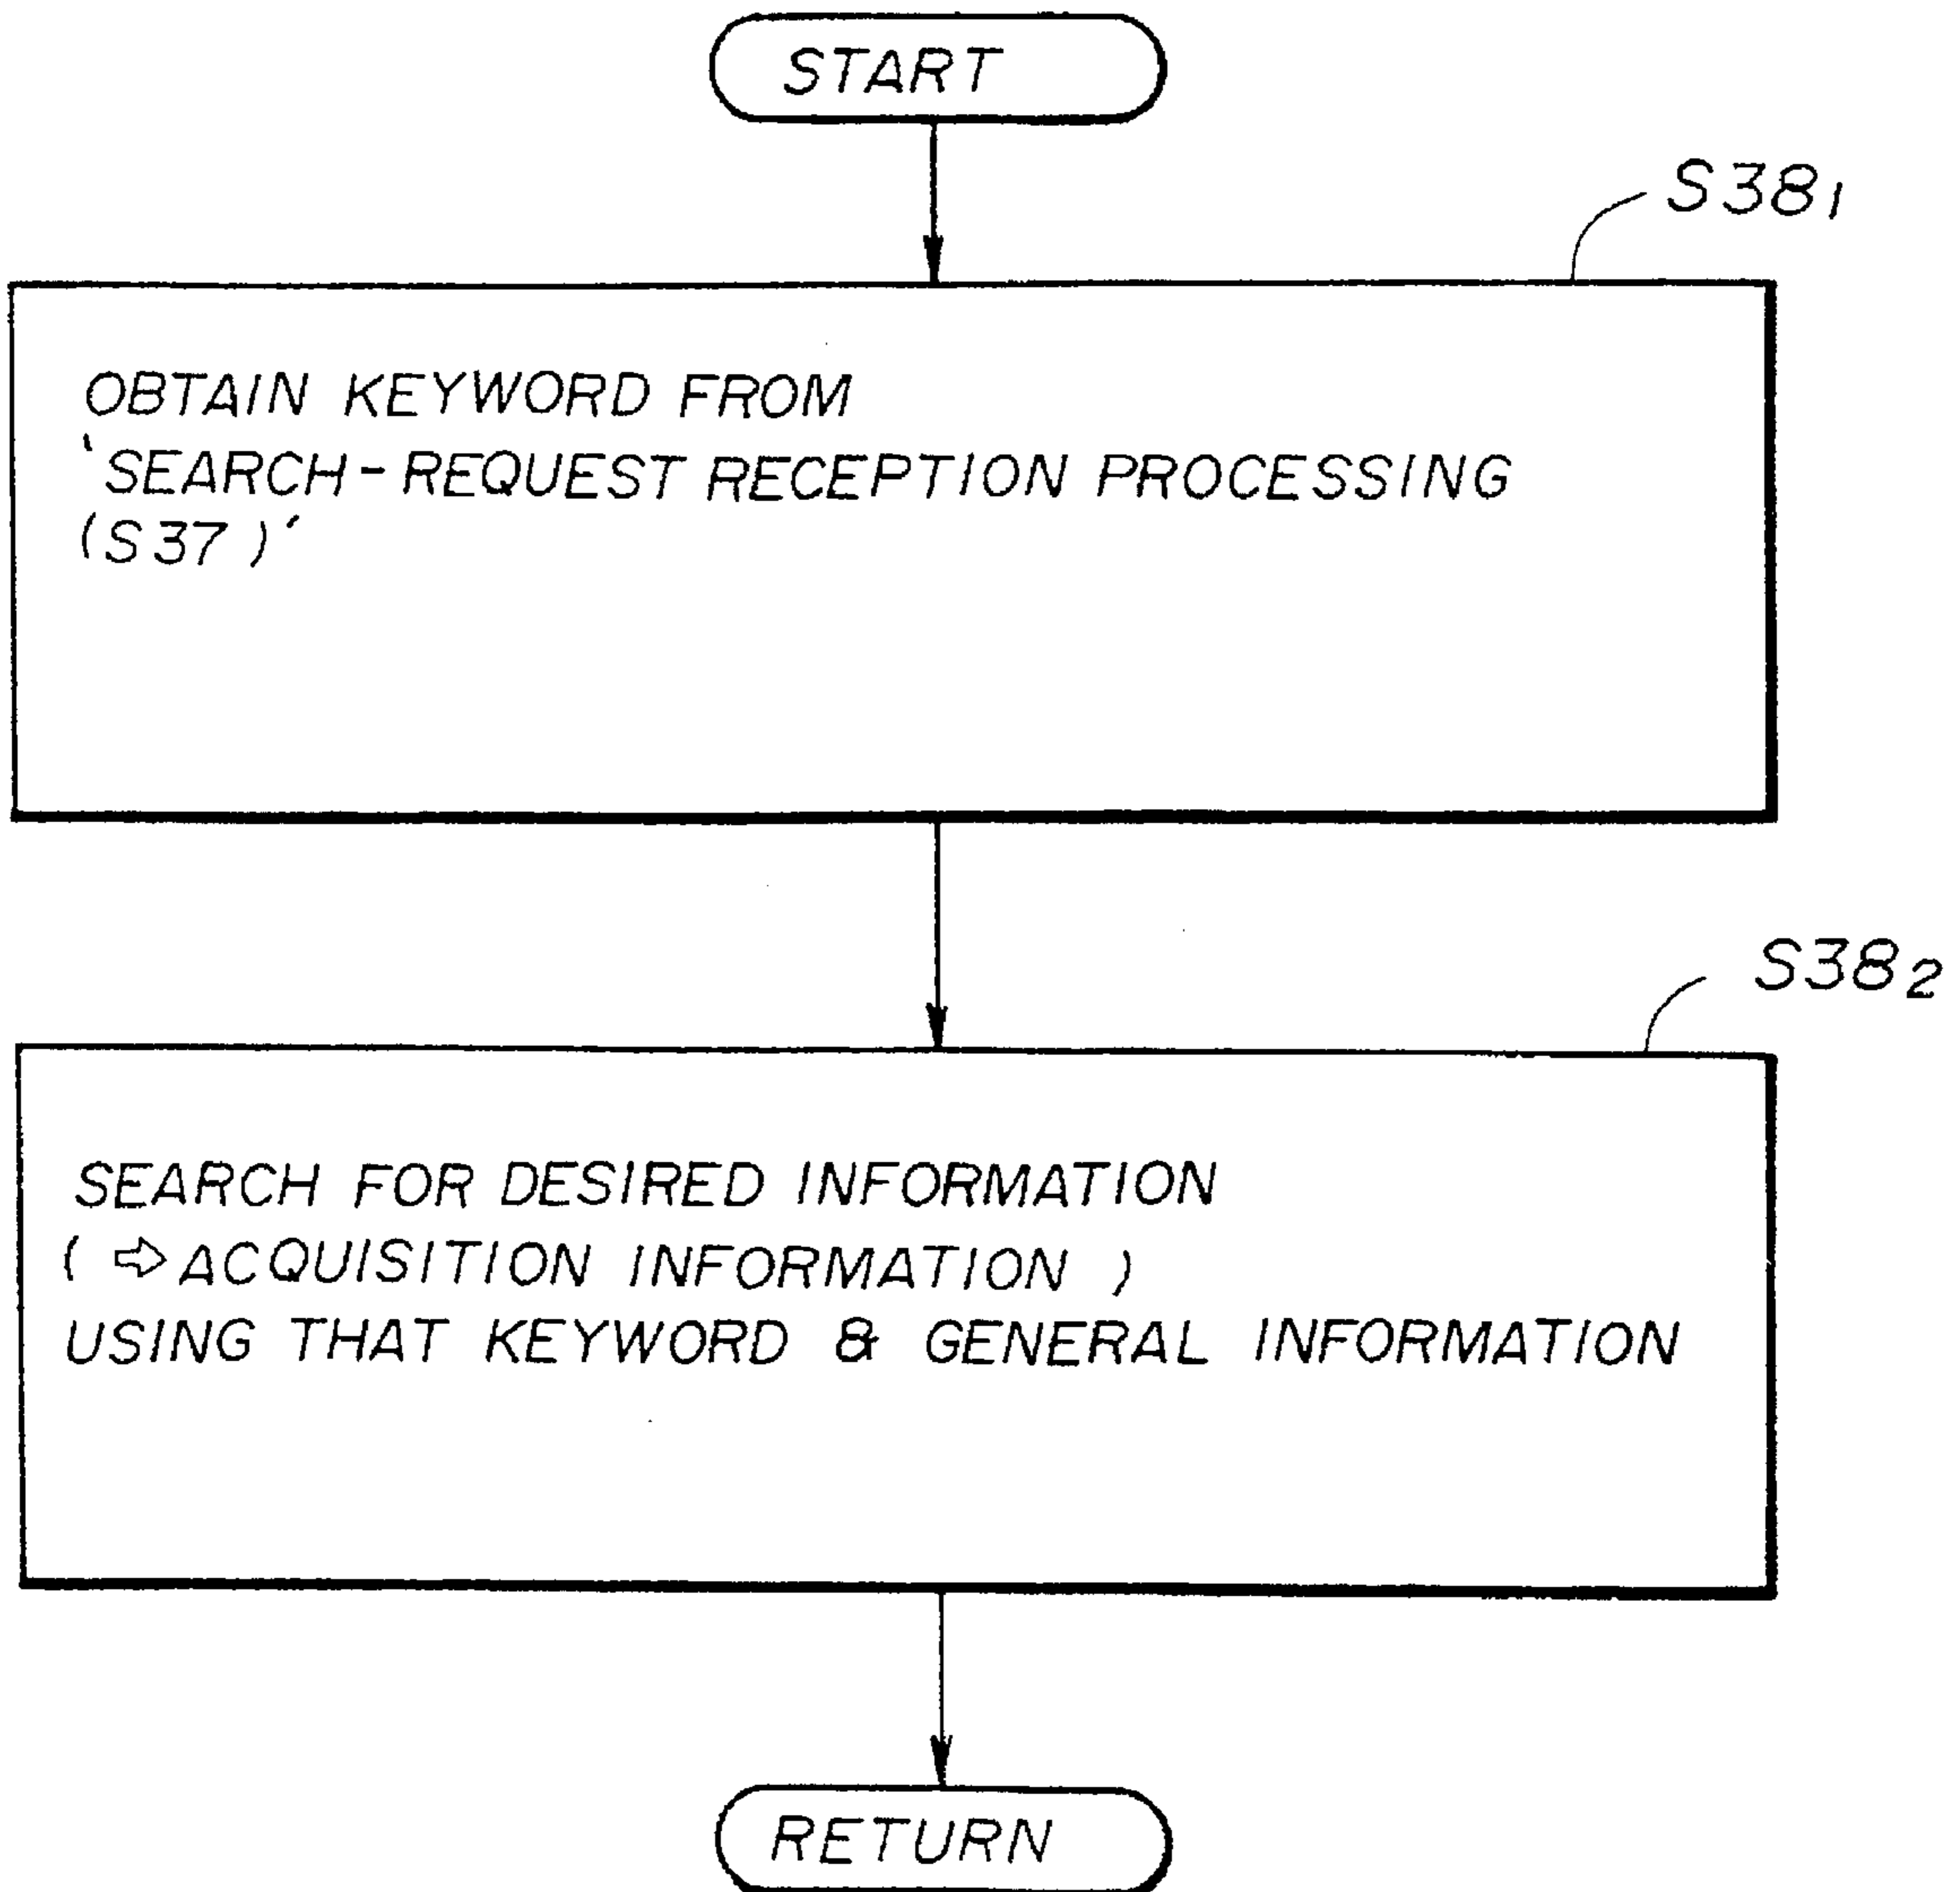 START
S38₁
OBTAIN KEYWORD FROM
'SEARCH-REQUEST RECEPTION PROCESSING
(S37)'
S38₂
SEARCH FOR DESIRED INFORMATION
( ⇨ ACQUISITION INFORMATION )
USING THAT KEYWORD & GENERAL INFORMATION
RETURN